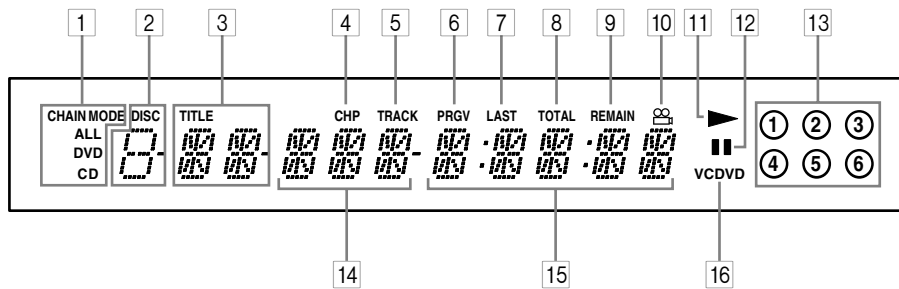 1 2 3 4 5 6 7 8 9 10 11 12 13
CHAIN MODE DISC TITLE CHP TRACK PRGV LAST TOTAL REMAIN
ALL
DVD
CD
VCDVD
① ② ③
④ ⑤ ⑥
14 15 16